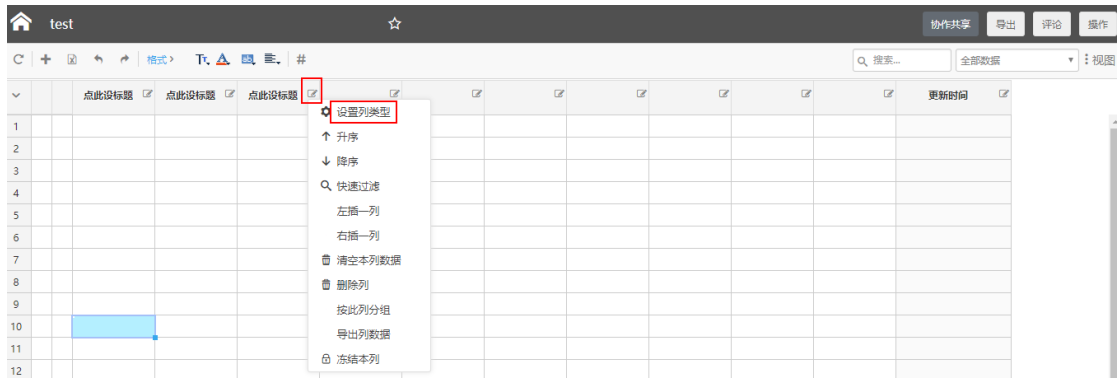 test
协作共享 导出 评论 操作
格式 #
搜索... 全部数据 视图
点此设标题 点此设标题 点此设标题 更新时间
设置列类型
升序
降序
快速过滤
左插一列
右插一列
清空本列数据
删除列
按此列分组
导出列数据
冻结本列
1
2
3
4
5
6
7
8
9
10
11
12